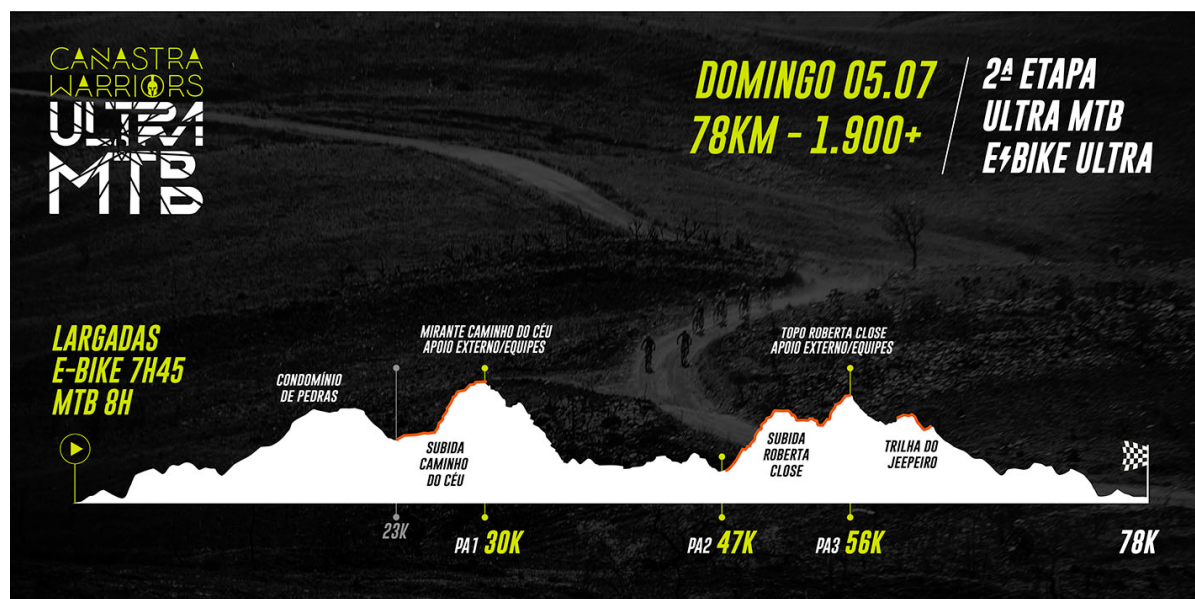 CANASTRA
WARRIORS
ULTRA
MTB
DOMINGO 05.07
78KM - 1.900+
2ª ETAPA
ULTRA MTB
E⚡BIKE ULTRA
LARGADAS
E-BIKE 7H45
MTB 8H
CONDOMÍNIO
DE PEDRAS
MIRANTE CAMINHO DO CÉU
APOIO EXTERNO/EQUIPES
TOPO ROBERTA CLOSE
APOIO EXTERNO/EQUIPES
SUBIDA
CAMINHO
DO CÉU
SUBIDA
ROBERTA
CLOSE
TRILHA DO
JEEPEIRO
23K
PA1 30K
PA2 47K
PA3 56K
78K